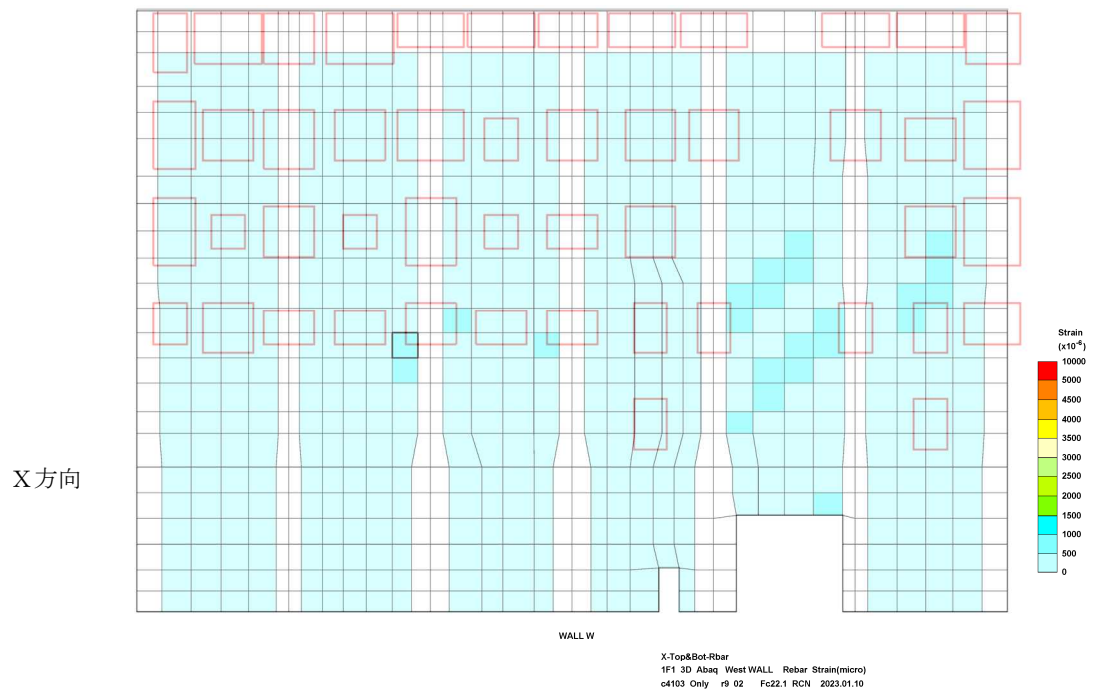 X方向
Strain
(x10⁻⁶)
10000
5000
4500
4000
3500
3000
2500
2000
1500
1000
500
0
WALL W
X-Top&Bot-Rbar
1F1 3D Abaq West WALL Rebar Strain(micro)
c4103 Only r9 02 Fc22.1 RCN 2023.01.10